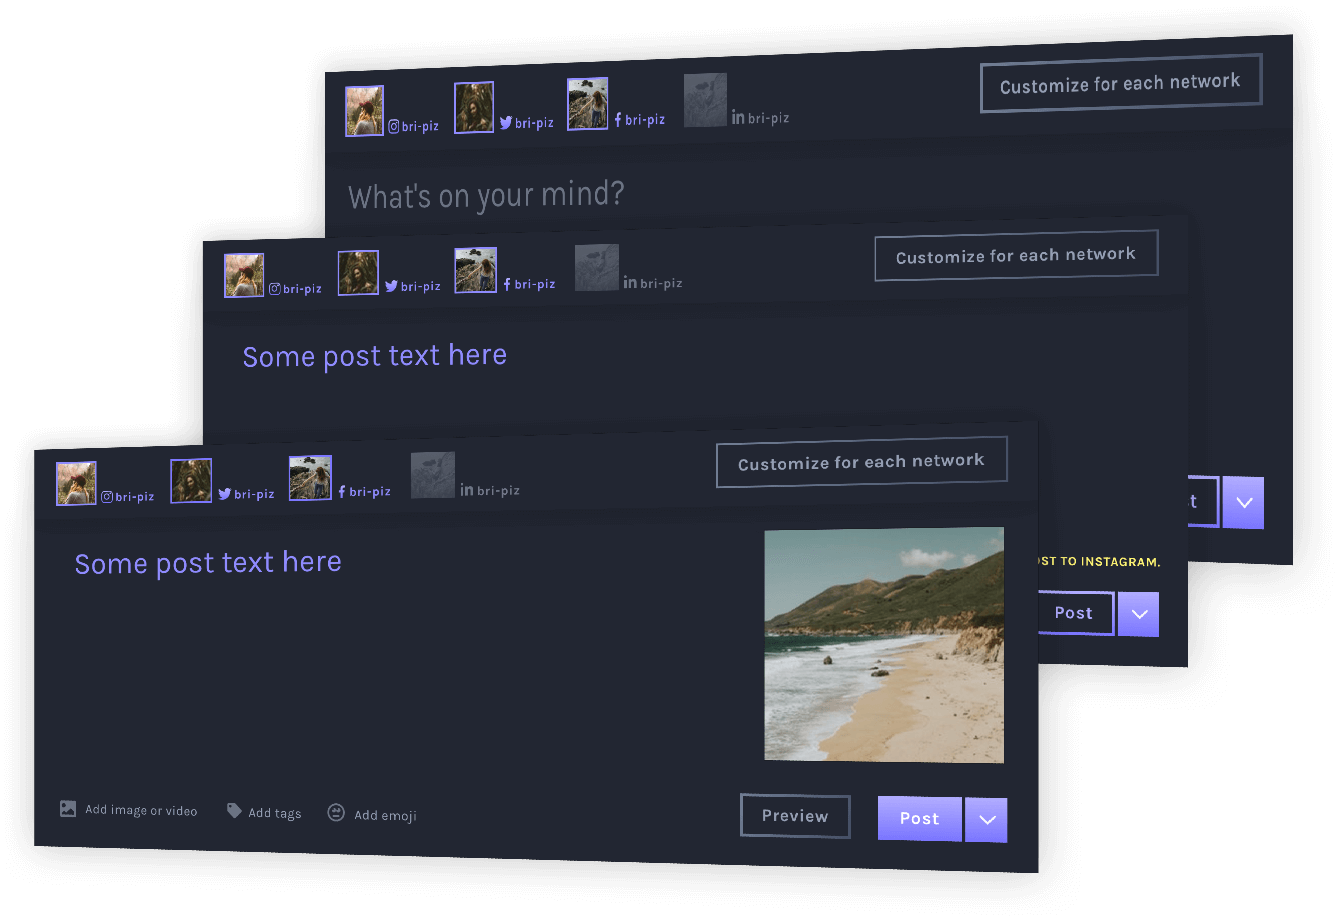 bri-piz bri-piz bri-piz in bri-piz Customize for each network
What's on your mind?
bri-piz bri-piz bri-piz in bri-piz Customize for each network
Some post text here
bri-piz bri-piz bri-piz in bri-piz Customize for each network
Some post text here
TO INSTAGRAM.
Post
Add image or video Add tags Add emoji Preview Post